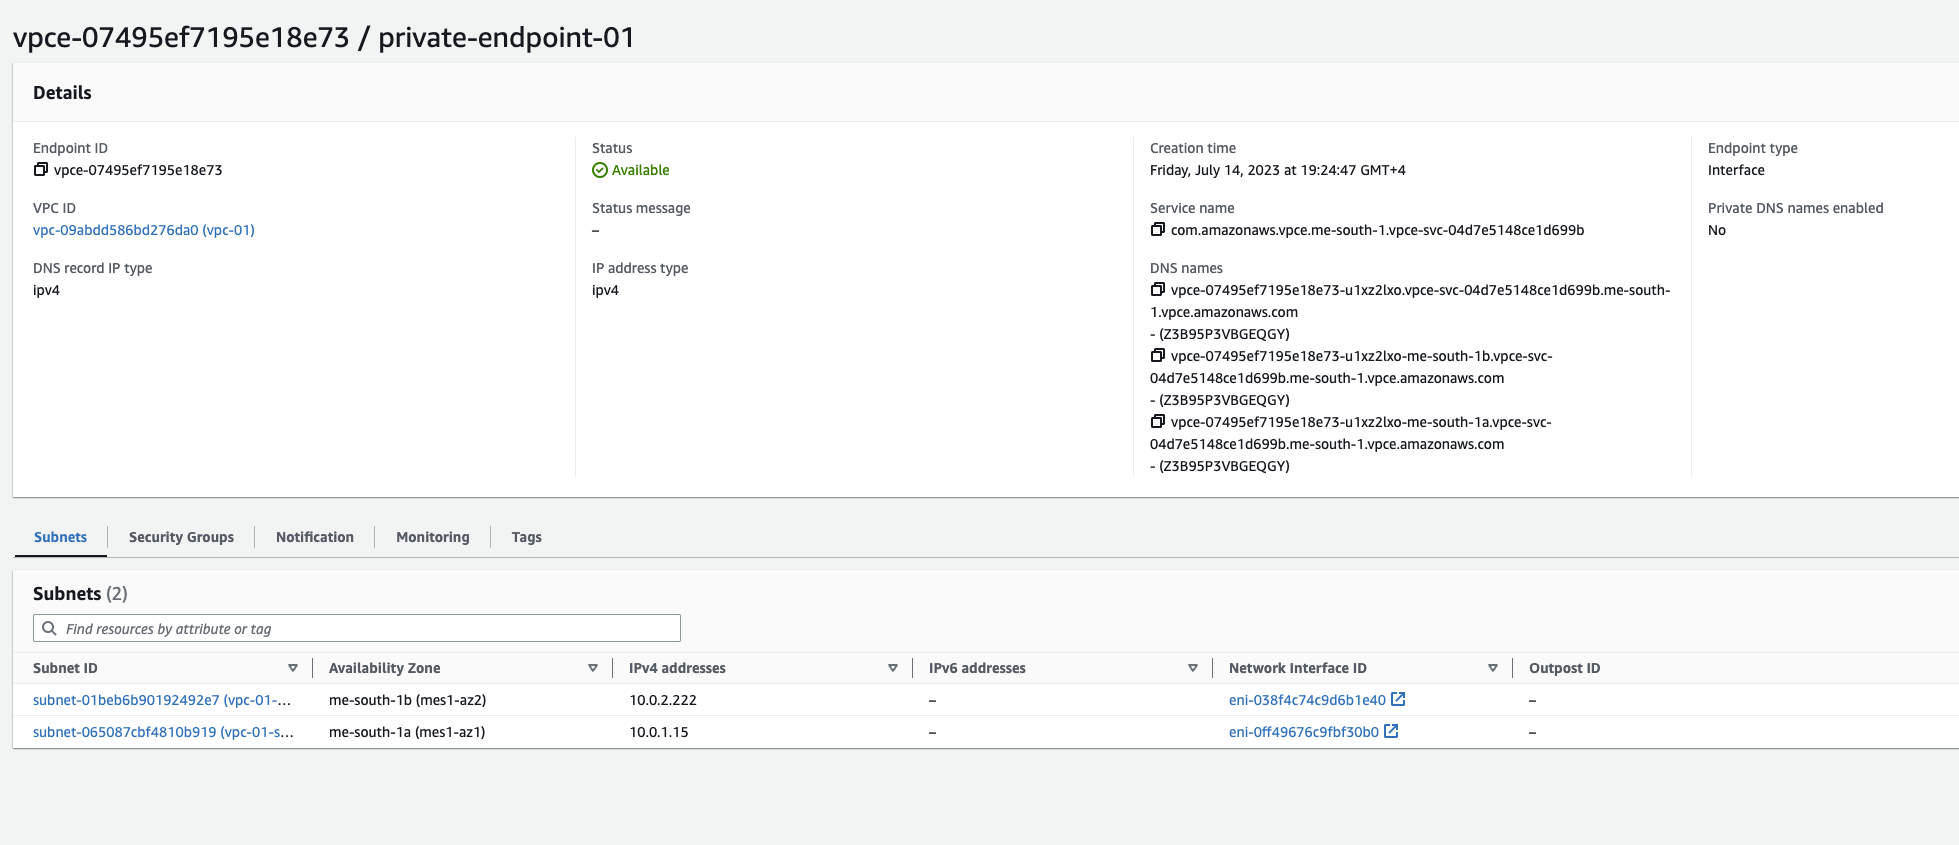 vpce-07495ef7195e18e73 / private-endpoint-01
Details
Endpoint ID
vpce-07495ef7195e18e73
VPC ID
vpc-09abdd586bd276da0 (vpc-01)
DNS record IP type
ipv4
Status
Available
Status message
–
IP address type
ipv4
Creation time
Friday, July 14, 2023 at 19:24:47 GMT+4
Service name
com.amazonaws.vpce.me-south-1.vpce-svc-04d7e5148ce1d699b
DNS names
vpce-07495ef7195e18e73-u1xz2lxo.vpce-svc-04d7e5148ce1d699b.me-south-
1.vpce.amazonaws.com
- (Z3B95P3VBGEQGY)
vpce-07495ef7195e18e73-u1xz2lxo-me-south-1b.vpce-svc-
04d7e5148ce1d699b.me-south-1.vpce.amazonaws.com
- (Z3B95P3VBGEQGY)
vpce-07495ef7195e18e73-u1xz2lxo-me-south-1a.vpce-svc-
04d7e5148ce1d699b.me-south-1.vpce.amazonaws.com
- (Z3B95P3VBGEQGY)
Endpoint type
Interface
Private DNS names enabled
No
Subnets Security Groups Notification Monitoring Tags
Subnets (2)
Find resources by attribute or tag
Subnet ID Availability Zone IPv4 addresses IPv6 addresses Network Interface ID Outpost ID
subnet-01beb6b90192492e7 (vpc-01-... me-south-1b (mes1-az2) 10.0.2.222 – eni-038f4c74c9d6b1e40 –
subnet-065087cbf4810b919 (vpc-01-s... me-south-1a (mes1-az1) 10.0.1.15 – eni-0ff49676c9fbf30b0 –